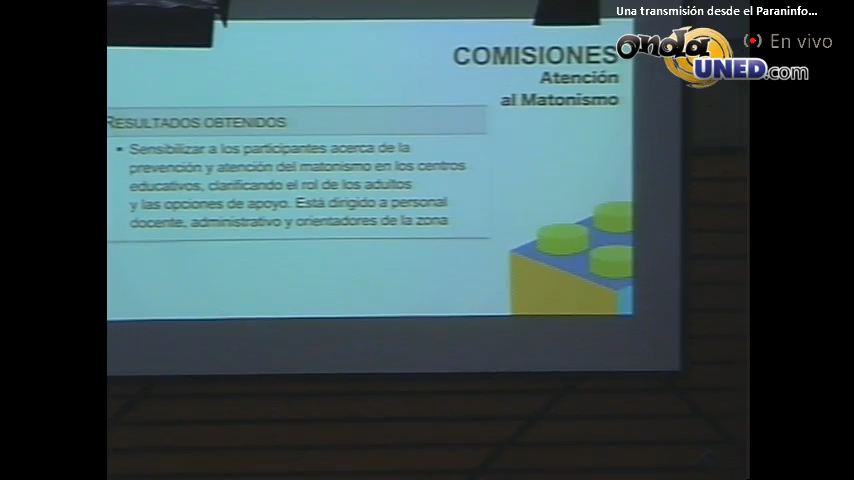 Una transmisión desde el Paraninfo...
onda
UNED.com
En vivo
COMISIONES
Atención
al Matonismo
RESULTADOS OBTENIDOS
▪ Sensibilizar a los participantes acerca de la
prevención y atención del matonismo en los centros
educativos, clarificando el rol de los adultos
y las opciones de apoyo. Está dirigido a personal
docente, administrativo y orientadores de la zona